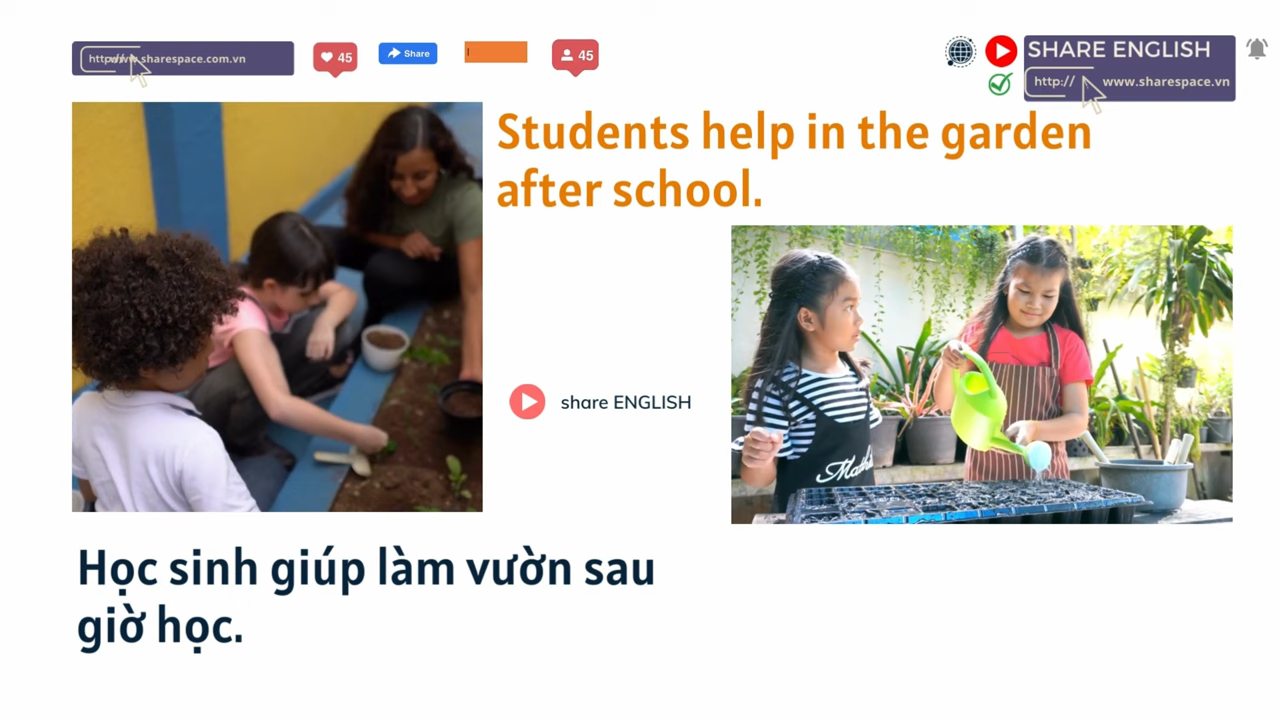 www.sharespace.com.vn
45
Share
45
SHARE ENGLISH
http:// www.sharespace.vn
Students help in the garden
after school.
share ENGLISH
Học sinh giúp làm vườn sau
giờ học.